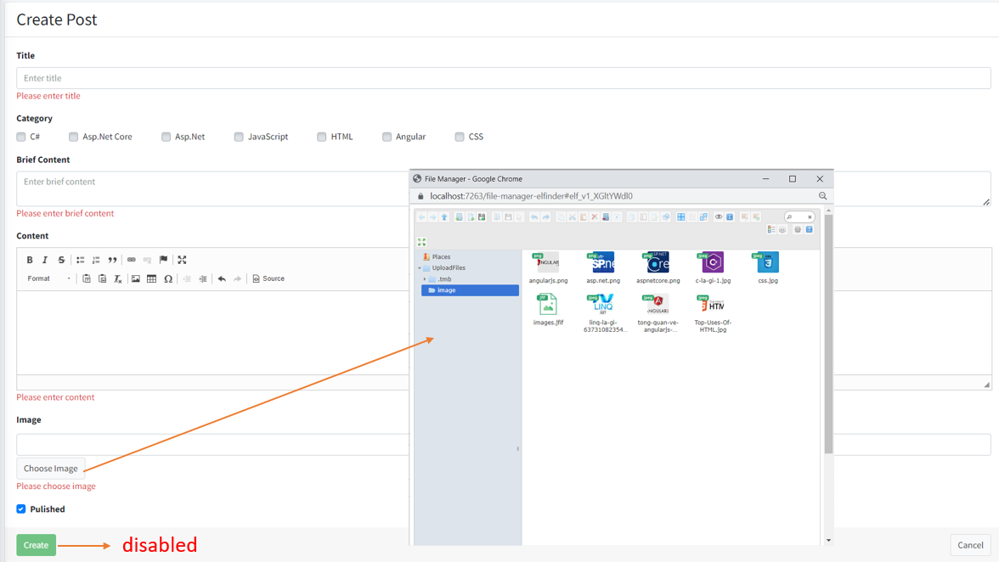 Create Post
Title
Enter title
Please enter title
Category
C# Asp.Net Core Asp.Net JavaScript HTML Angular CSS
Brief Content
Enter brief content
Please enter brief content
Content
B I S
Format Source
Please enter content
Image
Choose Image
Please choose image
Pulished
Create disabled Cancel
File Manager - Google Chrome
localhost:7263/file-manager-elfinder#elf_v1_XGltYWdl0
Places
UploadFiles
.tmb
image
angularjs.png asp.net.png aspnetcore.png c-la-gi-1.jpg css.jpg
images.jfif linq-la-gi-63731082354... tong-quan-ve-angularjs-... Top-Uses-Of-HTML.jpg